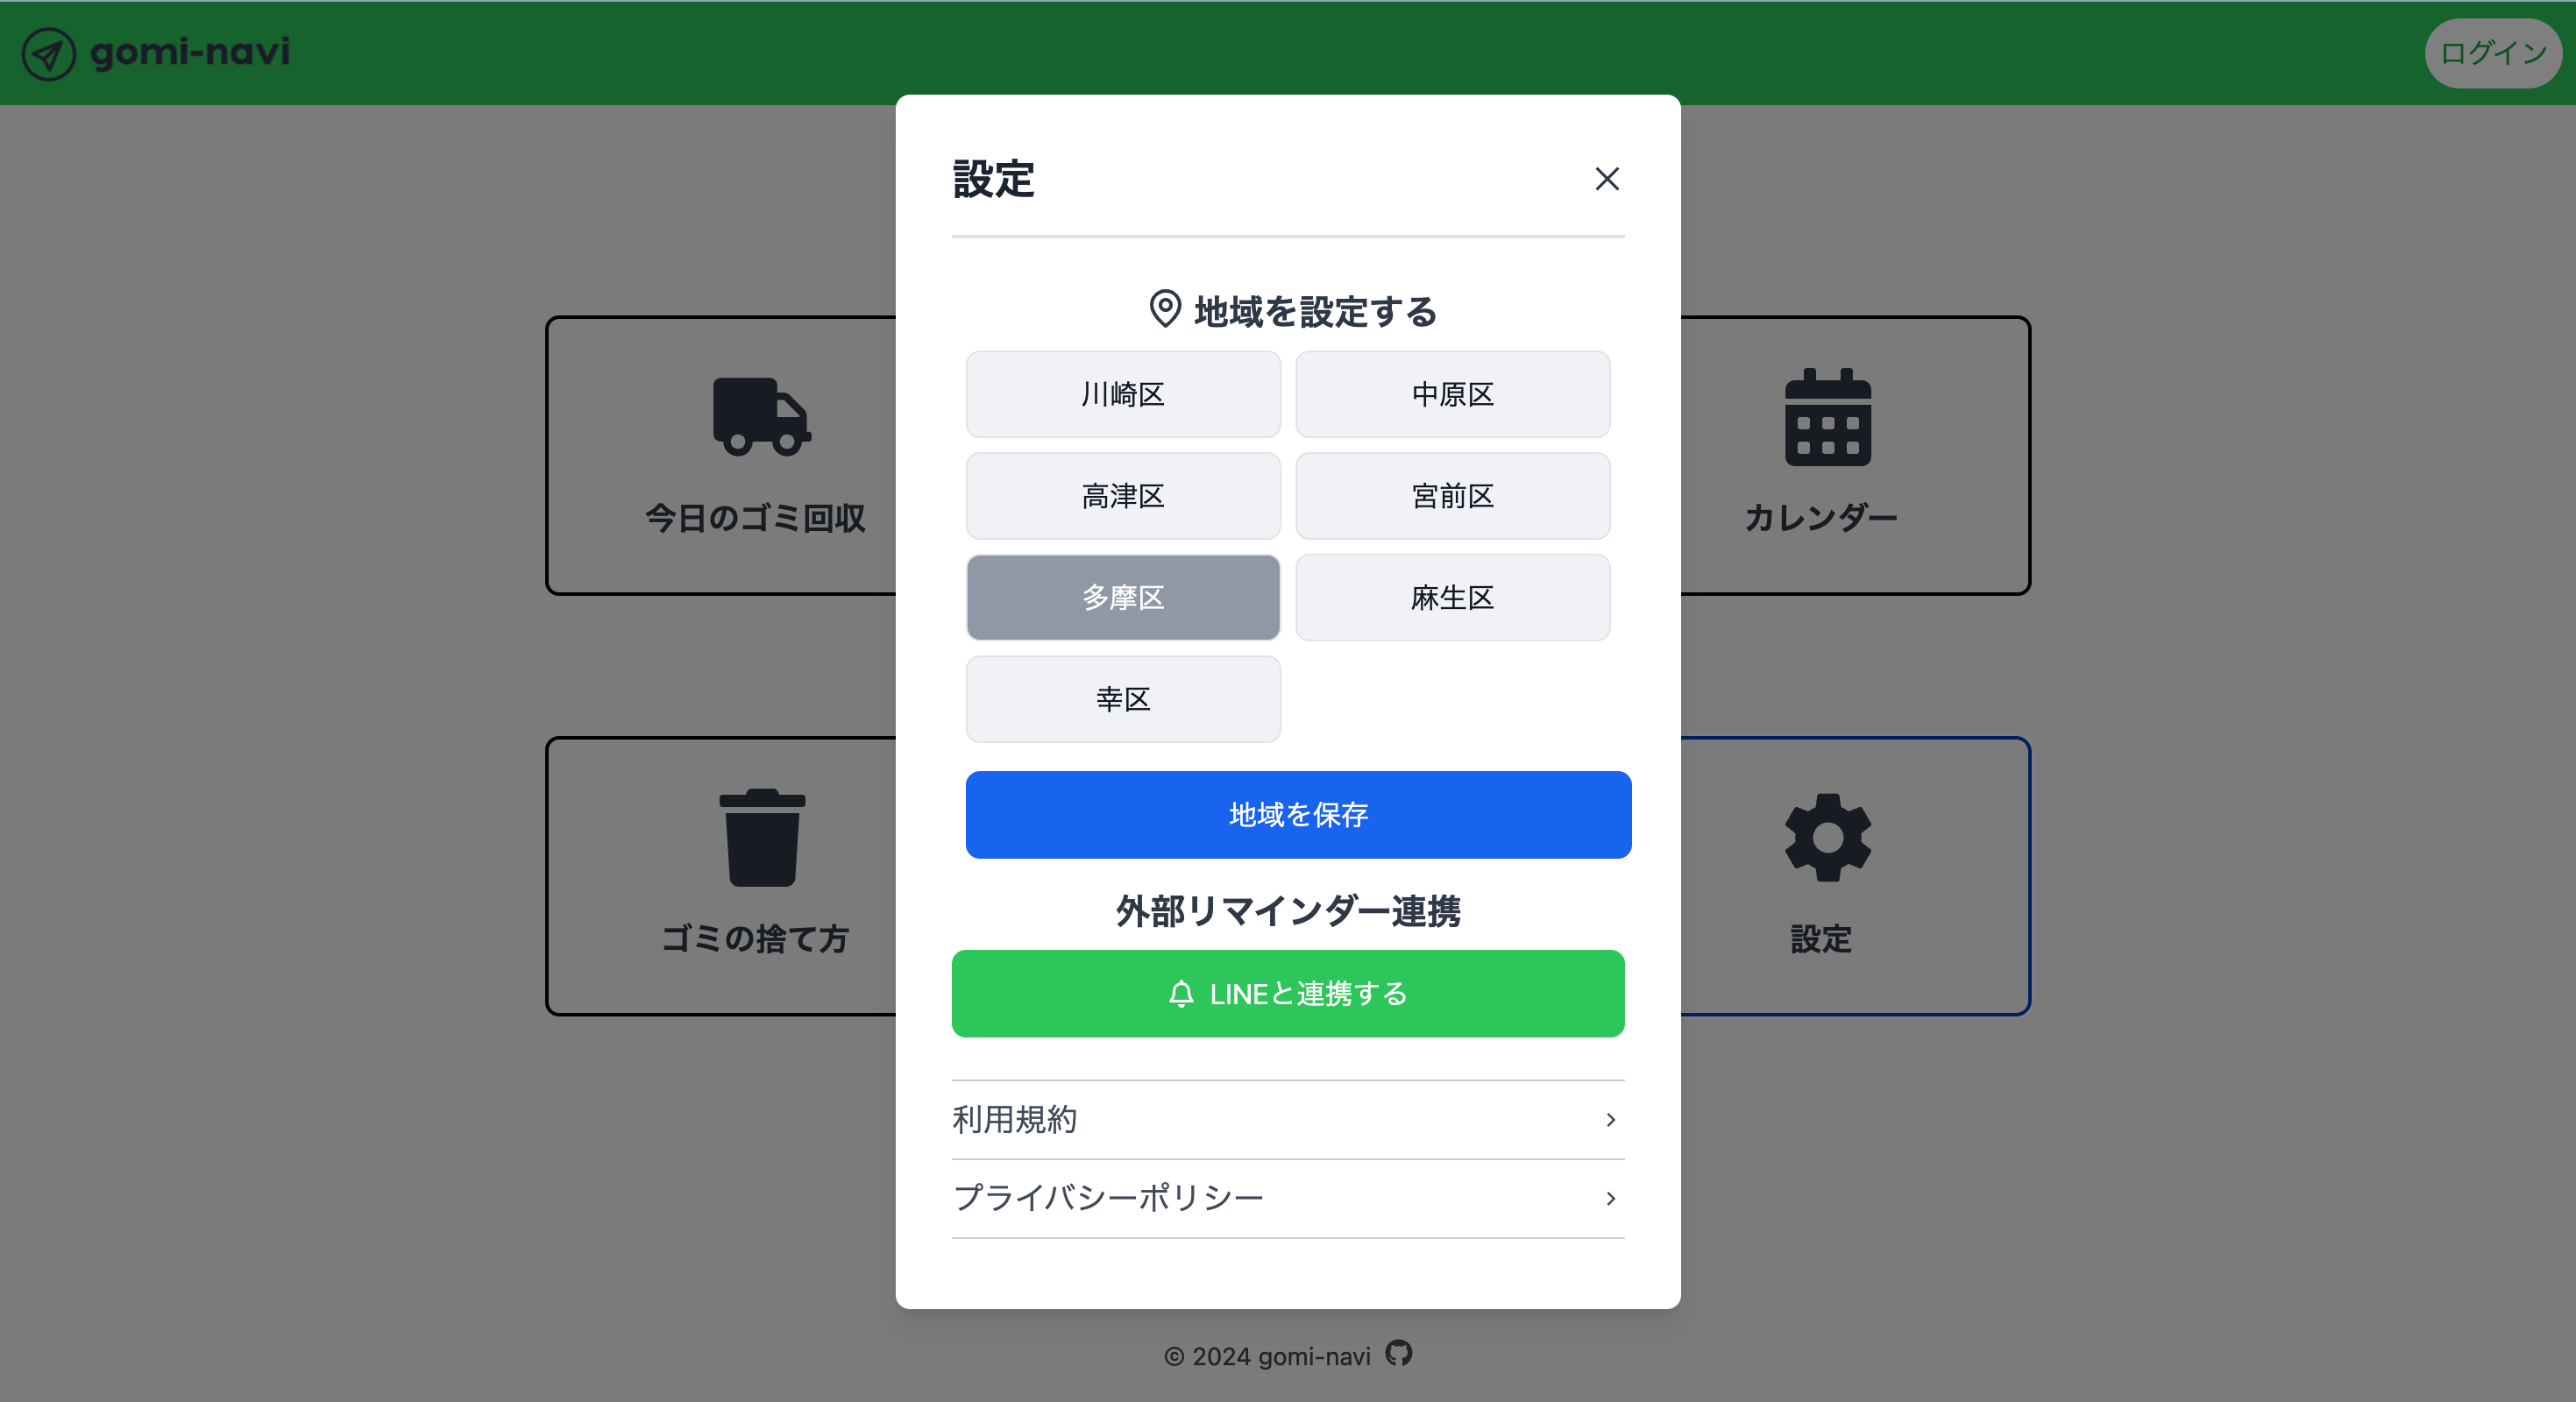 gomi-navi
ログイン
設定
地域を設定する
川崎区
中原区
高津区
宮前区
多摩区
麻生区
幸区
地域を保存
外部リマインダー連携
LINEと連携する
利用規約
プライバシーポリシー
今日のゴミ回収
カレンダー
ゴミの捨て方
設定
© 2024 gomi-navi